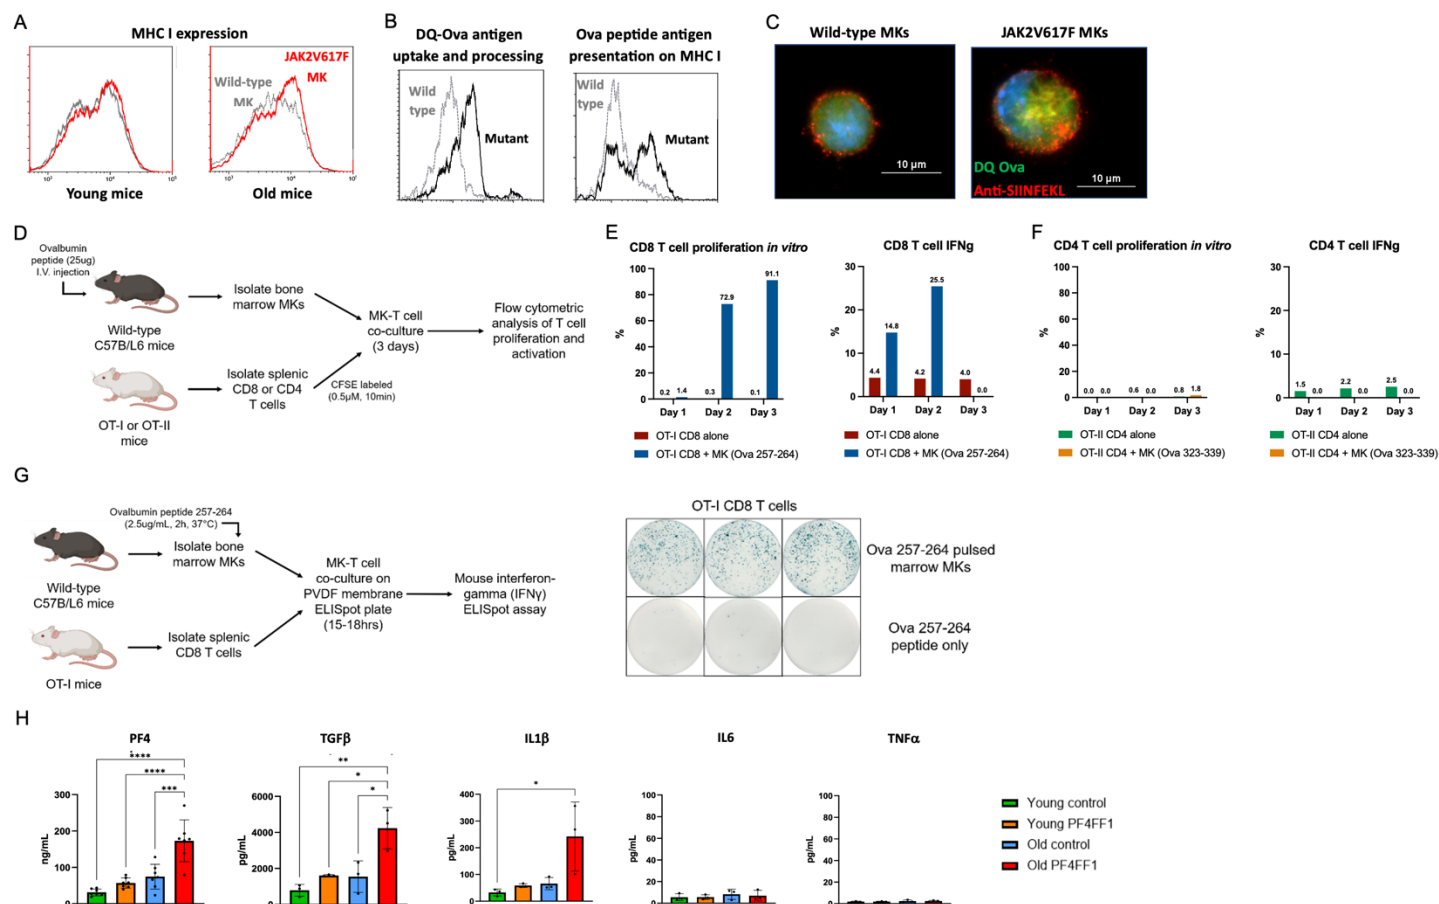 A
MHC I expression
JAK2V617F
MK
Wild-type
MK
10³
10⁴
10⁵
10³
10⁴
Young mice
Old mice
B
DQ-Ova antigen
uptake and processing
Ova peptide antigen
presentation on MHC I
Wild
type
Mutant
Wild
type
Mutant
C
Wild-type MKs
JAK2V617F MKs
10 µm
DQ Ova
Anti-SIINFEKL
10 µm
D
Ovalbumin
peptide (25ug)
I.V. injection
Wild-type
C57B/L6 mice
Isolate bone
marrow MKs
OT-I or OT-II
mice
Isolate splenic
CD8 or CD4
T cells
CFSE labeled
(0.5µM, 10min)
MK-T cell
co-culture
(3 days)
Flow cytometric
analysis of T cell
proliferation and
activation
E
CD8 T cell proliferation in vitro
%
100
80
60
40
20
0
0.2
1.4
0.3
72.9
0.1
91.1
Day 1
Day 2
Day 3
OT-I CD8 alone
OT-I CD8 + MK (Ova 257-264)
CD8 T cell IFNg
%
30
20
10
0
4.4
14.8
4.2
25.5
4.0
0.0
Day 1
Day 2
Day 3
OT-I CD8 alone
OT-I CD8 + MK (Ova 257-264)
F
CD4 T cell proliferation in vitro
%
100
80
60
40
20
0
0.0
0.0
0.6
0.0
0.8
1.8
Day 1
Day 2
Day 3
OT-II CD4 alone
OT-II CD4 + MK (Ova 323-339)
CD4 T cell IFNg
%
30
20
10
0
1.5
0.0
2.2
0.0
2.5
0.0
Day 1
Day 2
Day 3
OT-II CD4 alone
OT-II CD4 + MK (Ova 323-339)
G
Ovalbumin peptide 257-264
(2.5ug/mL, 2h, 37°C)
Wild-type
C57B/L6 mice
Isolate bone
marrow MKs
OT-I mice
Isolate splenic
CD8 T cells
MK-T cell
co-culture on
PVDF membrane
ELISpot plate
(15-18hrs)
Mouse interferon-
gamma (IFNγ)
ELISpot assay
OT-I CD8 T cells
Ova 257-264 pulsed
marrow MKs
Ova 257-264
peptide only
H
PF4
****
****
***
ng/mL
300
200
100
0
TGFβ
**
*
*
pg/mL
6000
4000
2000
0
IL1β
*
pg/mL
400
300
200
100
0
IL6
pg/mL
100
80
60
40
20
0
TNFα
pg/mL
100
80
60
40
20
0
Young control
Young PF4FF1
Old control
Old PF4FF1